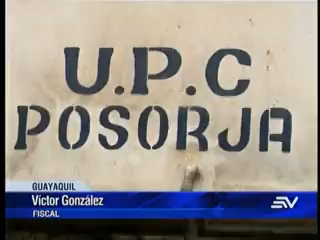 U.P.C
POSORJA
GUAYAQUIL
Víctor González
FISCAL